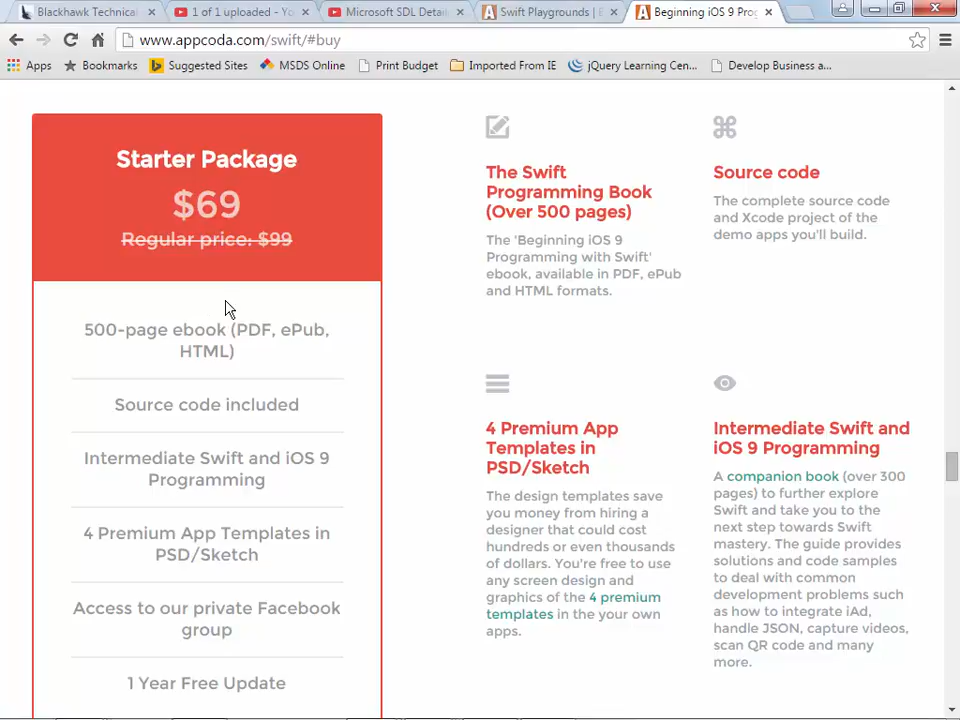 Blackhawk Technical
1 of 1 uploaded - Yo
Microsoft SDL Detail
Swift Playgrounds | B
Beginning iOS 9 Prog
www.appcoda.com/swift/#buy
Apps
Bookmarks
Suggested Sites
MSDS Online
Print Budget
Imported From IE
jQuery Learning Cen...
Develop Business a...
Starter Package
$69
Regular price: $99
500-page ebook (PDF, ePub,
HTML)
Source code included
Intermediate Swift and iOS 9
Programming
4 Premium App Templates in
PSD/Sketch
Access to our private Facebook
group
1 Year Free Update
The Swift
Programming Book
(Over 500 pages)
The 'Beginning iOS 9
Programming with Swift'
ebook, available in PDF, ePub
and HTML formats.
Source code
The complete source code
and Xcode project of the
demo apps you'll build.
4 Premium App
Templates in
PSD/Sketch
The design templates save
you money from hiring a
designer that could cost
hundreds or even thousands
of dollars. You're free to use
any screen design and
graphics of the 4 premium
templates in the your own
apps.
Intermediate Swift and
iOS 9 Programming
A companion book (over 300
pages) to further explore
Swift and take you to the
next step towards Swift
mastery. The guide provides
solutions and code samples
to deal with common
development problems such
as how to integrate iAd,
handle JSON, capture videos,
scan QR code and many
more.